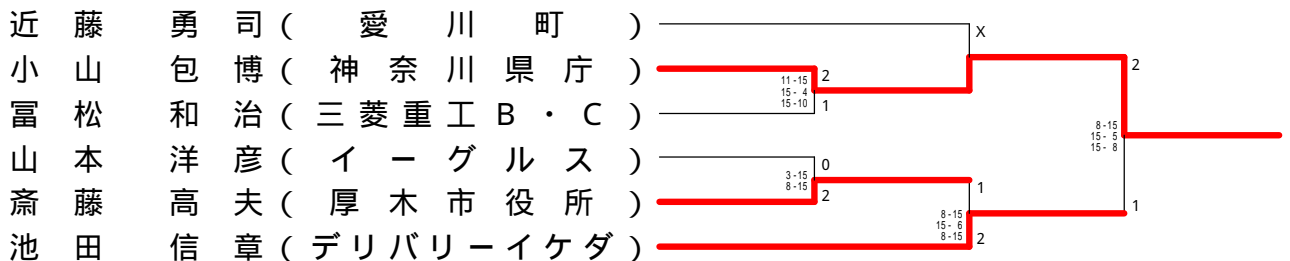 近藤 勇司(愛川町)
X
小山 包博(神奈川県庁)
2
2
11-15
15- 4
15-10
冨松 和治(三菱重工B・C)
1
8-15
15- 5
15- 8
山本 洋彦(イーグルス)
0
3-15
8-15
斎藤 高夫(厚木市役所)
2
1
1
8-15
15- 6
8-15
池田 信章(デリバリーイケダ)
2